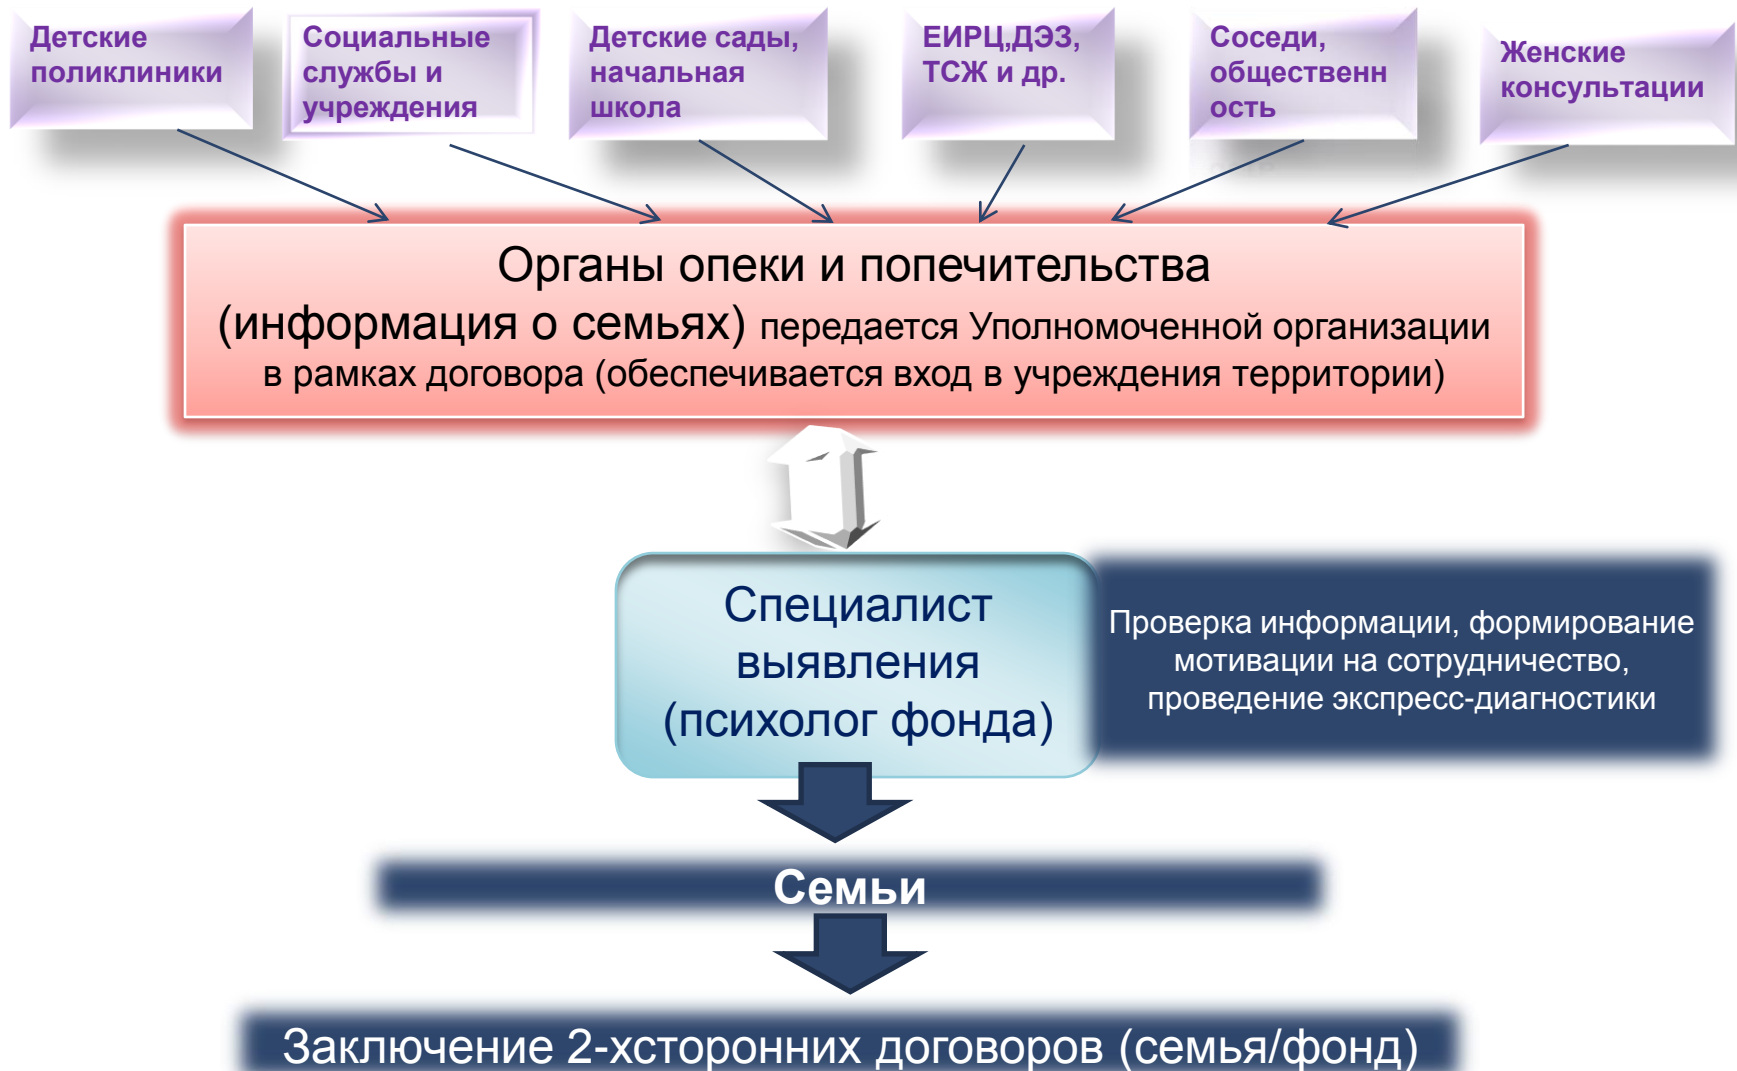 Детские
поликлиники
Социальные
службы и
учреждения
Детские сады,
начальная
школа
ЕИРЦ,ДЭЗ,
ТСЖ и др.
Соседи,
общественн
ость
Женские
консультации
Органы опеки и попечительства
(информация о семьях) передается Уполномоченной организации
в рамках договора (обеспечивается вход в учреждения территории)
Специалист
выявления
(психолог фонда)
Проверка информации, формирование
мотивации на сотрудничество,
проведение экспресс-диагностики
Семьи
Заключение 2-хсторонних договоров (семья/фонд)